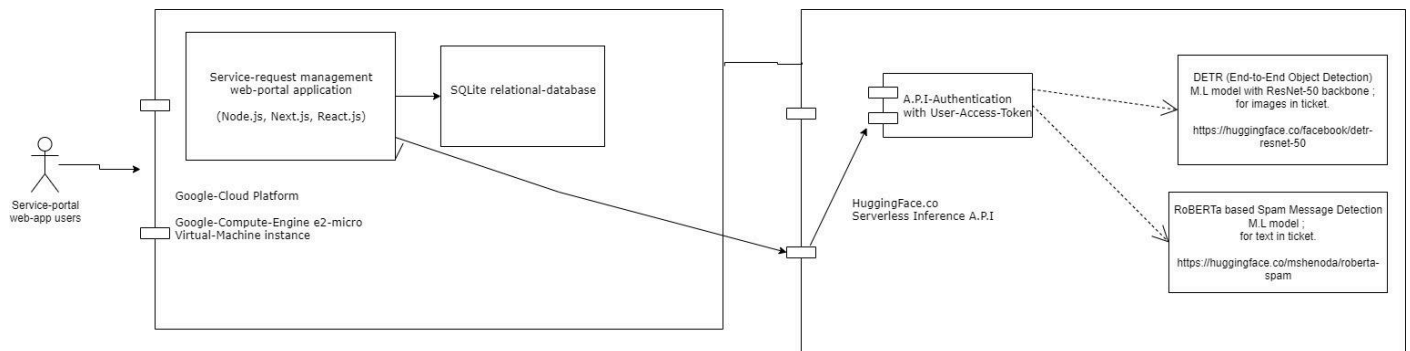 Service-portal
web-app users
Service-request management
web-portal application
(Node.js, Next.js, React.js)
SQLite relational-database
Google-Cloud Platform
Google-Compute-Engine e2-micro
Virtual-Machine instance
A.P.I-Authentication
with User-Access-Token
HuggingFace.co
Serverless Inference A.P.I
DETR (End-to-End Object Detection)
M.L model with ResNet-50 backbone ;
for images in ticket.
https://huggingface.co/facebook/detr-
resnet-50
RoBERTa based Spam Message Detection
M.L model ;
for text in ticket.
https://huggingface.co/mshenoda/roberta-
spam